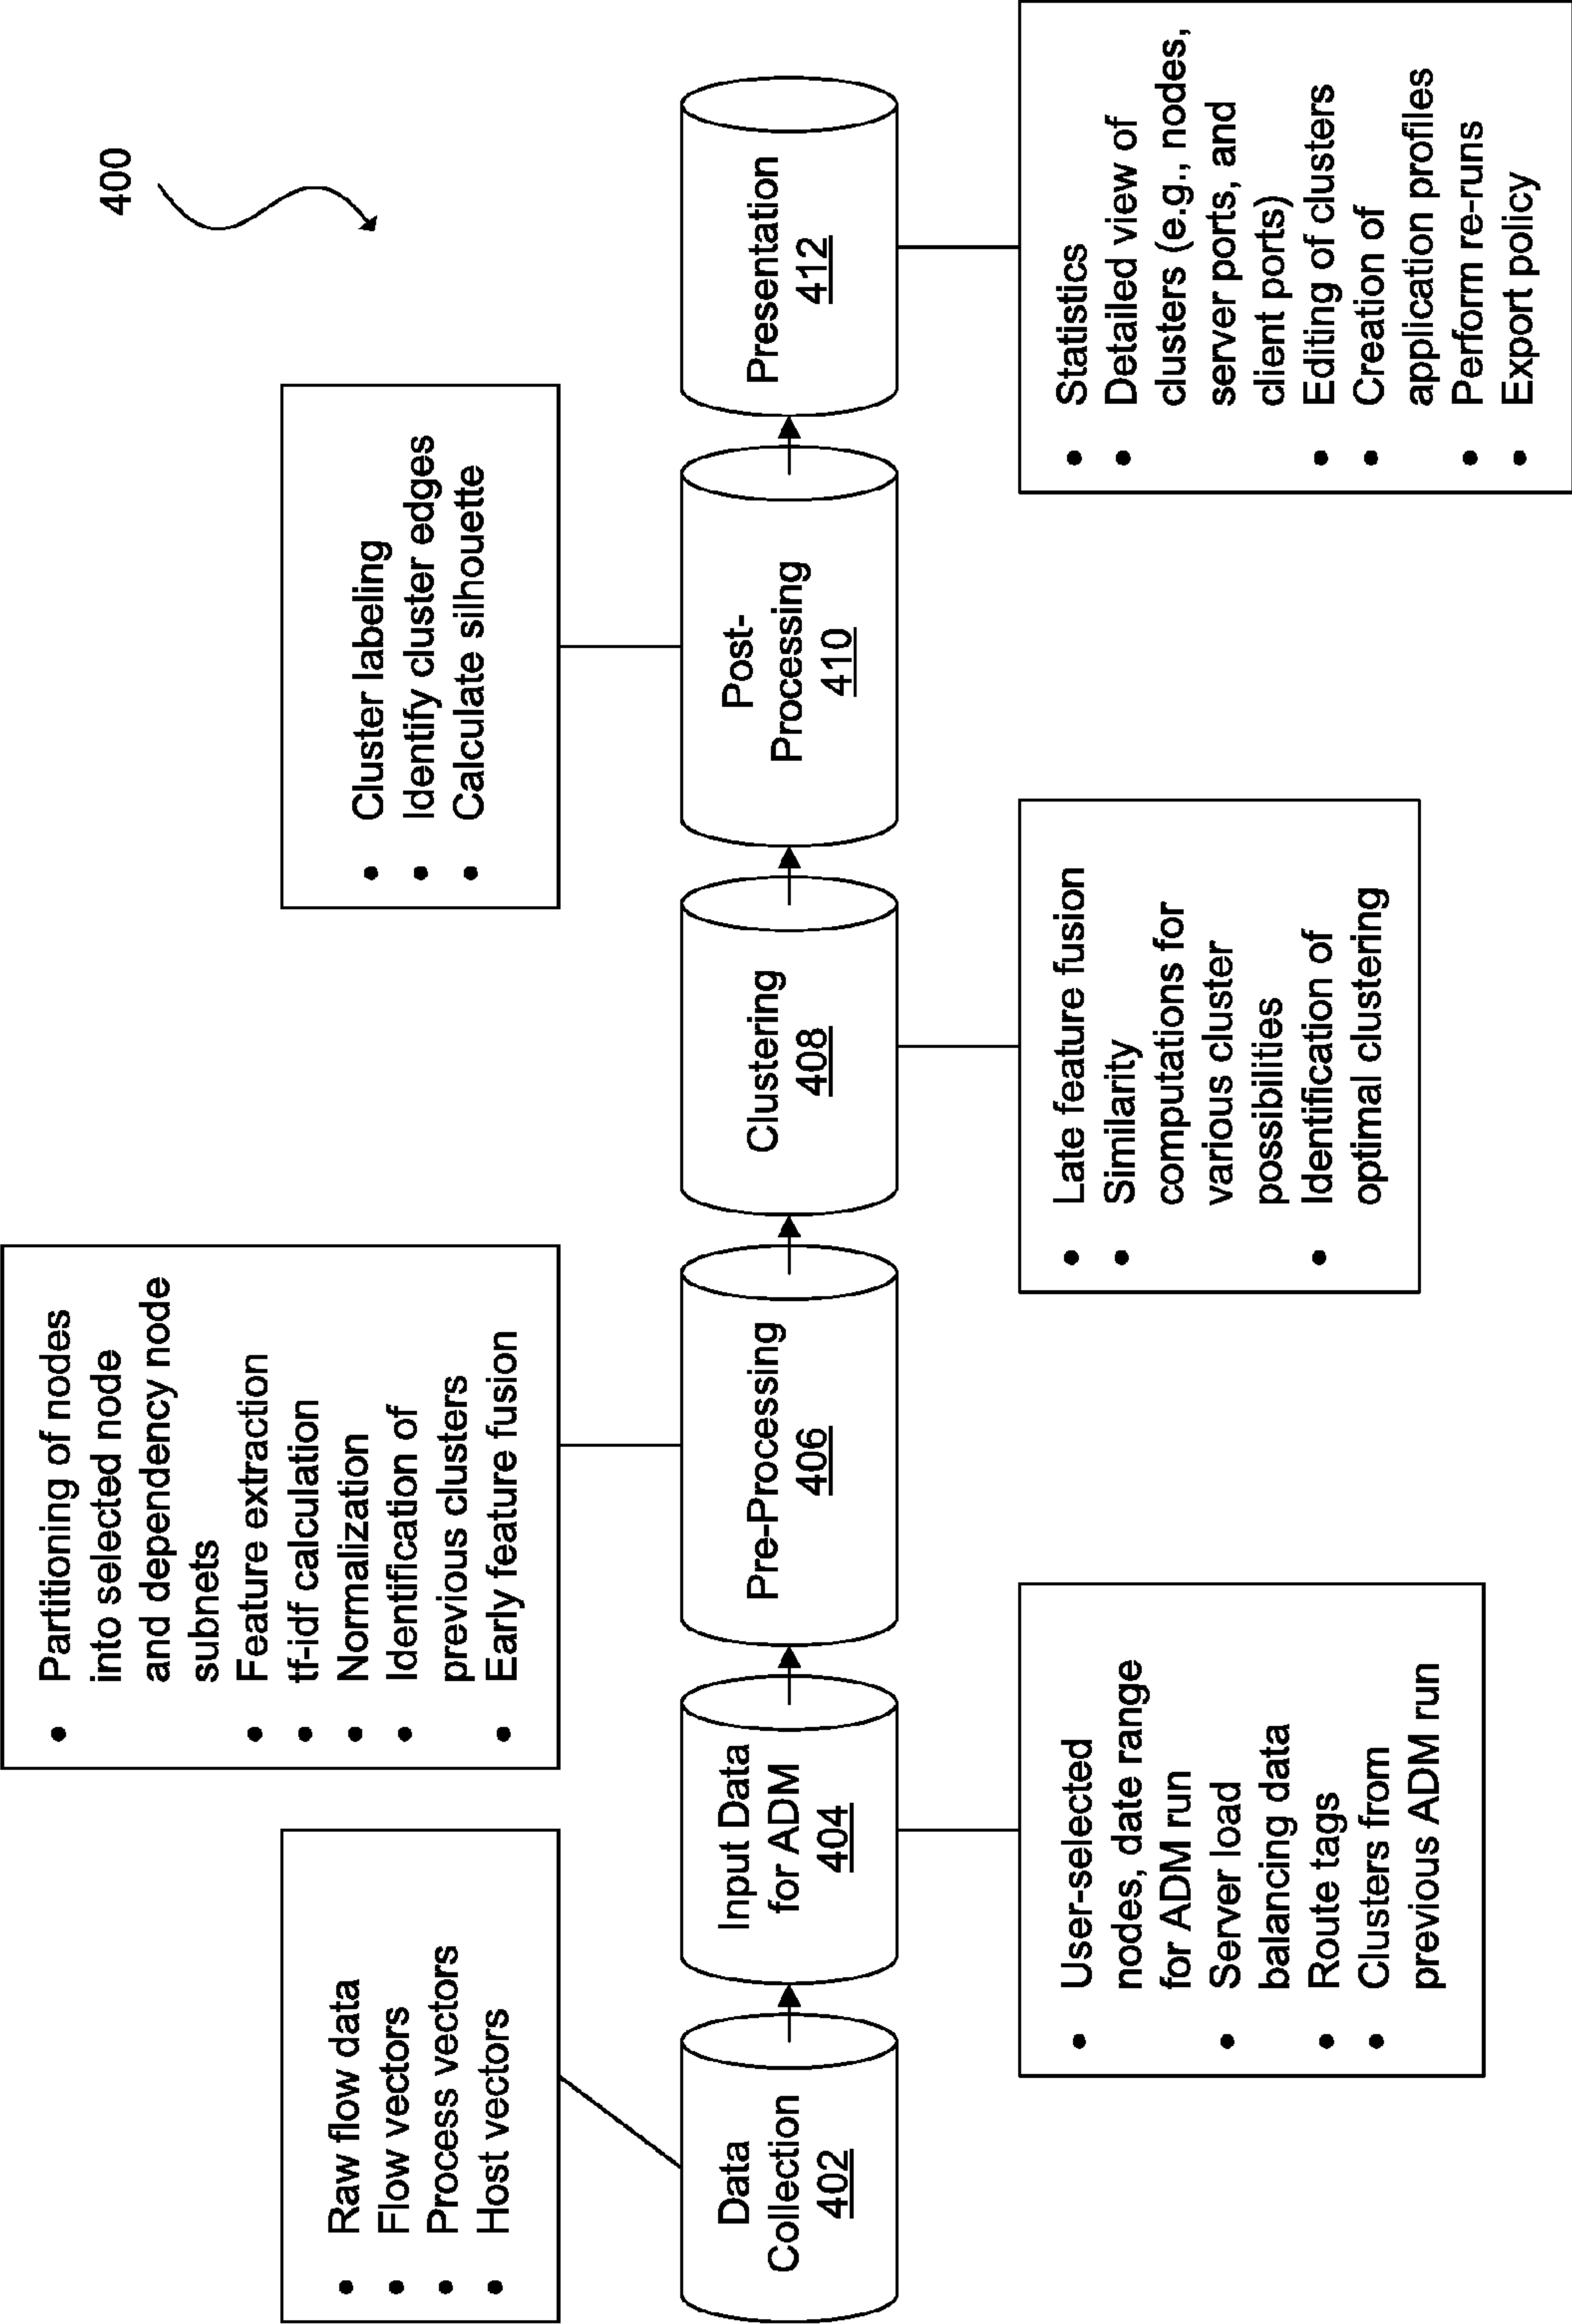 400
• Raw flow data
• Flow vectors
• Process vectors
• Host vectors
• Partitioning of nodes
into selected node
and dependency node
subnets
• Feature extraction
• tf-idf calculation
• Normalization
• Identification of
previous clusters
• Early feature fusion
• Cluster labeling
• Identify cluster edges
• Calculate silhouette
Data
Collection
402
Input Data
for ADM
404
Pre-Processing
406
Clustering
408
Post-
Processing
410
Presentation
412
• User-selected
nodes, date range
for ADM run
• Server load
balancing data
• Route tags
• Clusters from
previous ADM run
• Late feature fusion
• Similarity
computations for
various cluster
possibilities
• Identification of
optimal clustering
• Statistics
• Detailed view of
clusters (e.g., nodes,
server ports, and
client ports)
• Editing of clusters
• Creation of
application profiles
• Perform re-runs
• Export policy